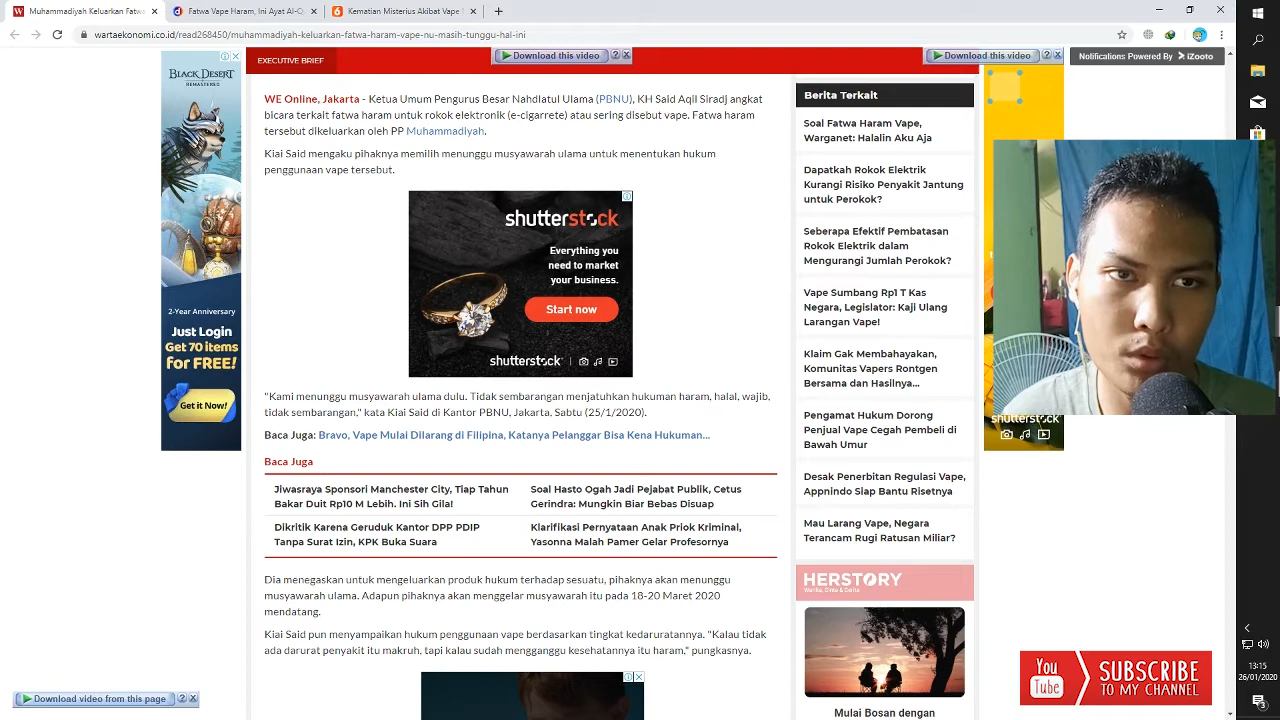 Muhammadiyah Keluarkan Fatwa
Fatwa Vape Haram, Ini Ayat Al-Q
Kematian Misterius Akibat Vape
wartaekonomi.co.id/read268450/muhammadiyah-keluarkan-fatwa-haram-vape-nu-masih-tunggu-hal-ini
EXECUTIVE BRIEF
Download this video
Download this video
Notifications Powered By iZooto
BLACK DESERT
REMASTERED
2-Year Anniversary
Just Login
Get 70 items
for FREE!
Get it Now!
WE Online, Jakarta - Ketua Umum Pengurus Besar Nahdlatul Ulama (PBNU), KH Said Aqil Siradj angkat
bicara terkait fatwa haram untuk rokok elektronik (e-cigarrete) atau sering disebut vape. Fatwa haram
tersebut dikeluarkan oleh PP Muhammadiyah.
Kiai Said mengaku pihaknya memilih menunggu musyawarah ulama untuk menentukan hukum
penggunaan vape tersebut.
shutterstock
Everything you
need to market
your business.
Start now
shutterstock
"Kami menunggu musyawarah ulama dulu. Tidak sembarangan menjatuhkan hukuman haram, halal, wajib,
tidak sembarangan," kata Kiai Said di Kantor PBNU, Jakarta, Sabtu (25/1/2020).
Baca Juga: Bravo, Vape Mulai Dilarang di Filipina, Katanya Pelanggar Bisa Kena Hukuman...
Baca Juga
Jiwasraya Sponsori Manchester City, Tiap Tahun
Bakar Duit Rp10 M Lebih. Ini Sih Gila!
Soal Hasto Ogah Jadi Pejabat Publik, Cetus
Gerindra: Mungkin Biar Bebas Disuap
Dikritik Karena Geruduk Kantor DPP PDIP
Tanpa Surat Izin, KPK Buka Suara
Klarifikasi Pernyataan Anak Priok Kriminal,
Yasonna Malah Pamer Gelar Profesornya
Dia menegaskan untuk mengeluarkan produk hukum terhadap sesuatu, pihaknya akan menunggu
musyawarah ulama. Adapun pihaknya akan menggelar musyawarah itu pada 18-20 Maret 2020
mendatang.
Kiai Said pun menyampaikan hukum penggunaan vape berdasarkan tingkat kedaruratannya. "Kalau tidak
ada darurat penyakit itu makruh, tapi kalau sudah mengganggu kesehatannya itu haram," pungkasnya.
Berita Terkait
Soal Fatwa Haram Vape,
Warganet: Halalin Aku Aja
Dapatkah Rokok Elektrik
Kurangi Risiko Penyakit Jantung
untuk Perokok?
Seberapa Efektif Pembatasan
Rokok Elektrik dalam
Mengurangi Jumlah Perokok?
Vape Sumbang Rp1 T Kas
Negara, Legislator: Kaji Ulang
Larangan Vape!
Klaim Gak Membahayakan,
Komunitas Vapers Rontgen
Bersama dan Hasilnya...
Pengamat Hukum Dorong
Penjual Vape Cegah Pembeli di
Bawah Umur
Desak Penerbitan Regulasi Vape,
Appnindo Siap Bantu Risetnya
Mau Larang Vape, Negara
Terancam Rugi Ratusan Miliar?
HERSTORY
Wanita, Cinta & Cerita
Mulai Bosan dengan
shutterstock
You
Tube
SUBSCRIBE
TO MY CHANNEL
Download video from this page
13:15
26/01/2020